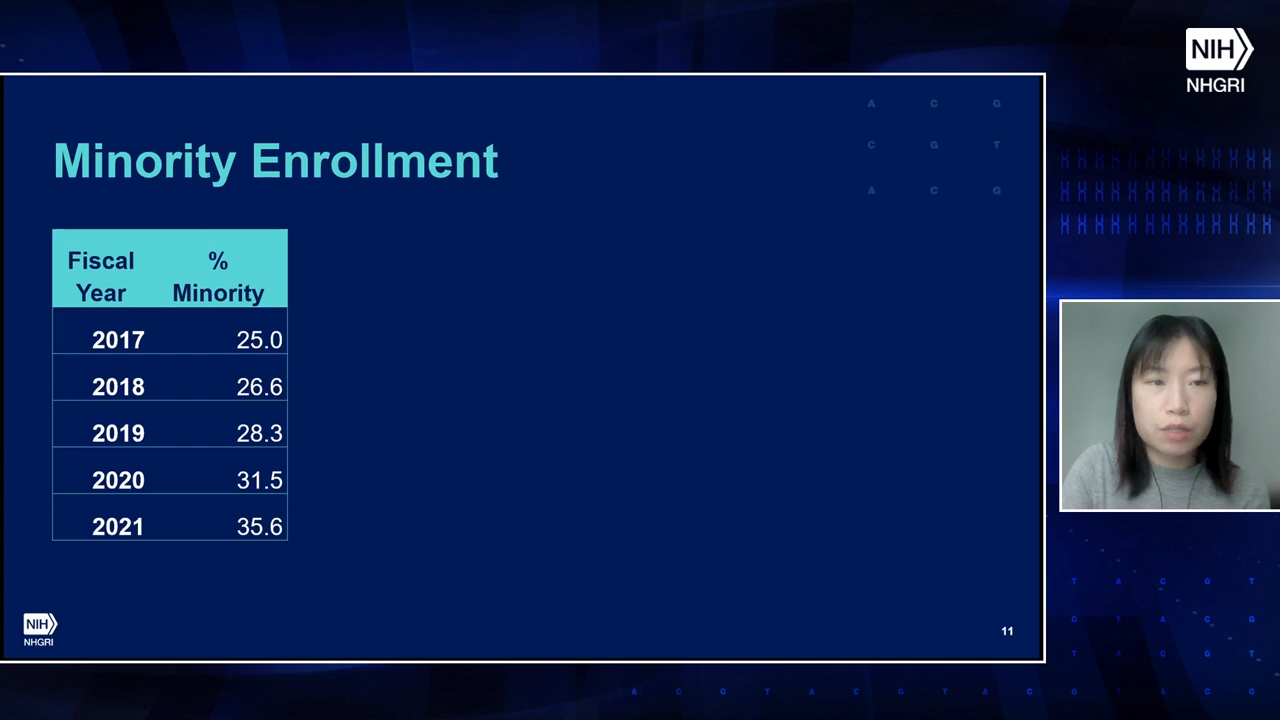 NIH
NHGRI
A C G
Minority Enrollment
C G T
A C G
Fiscal Year % Minority
2017 25.0
2018 26.6
2019 28.3
2020 31.5
2021 35.6
NIH
NHGRI
11
T A C G T
G T A C G
T A C G T
A C G T A C G T A C G T A C G